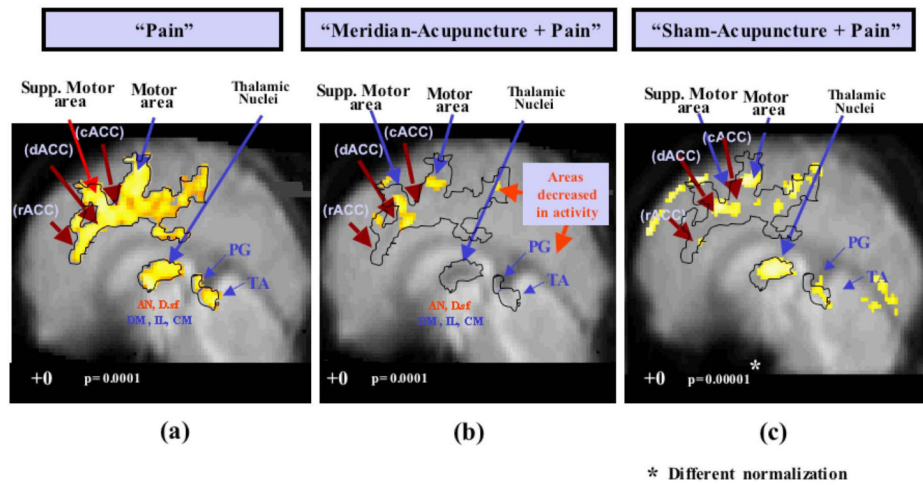 “Pain”
“Meridian-Acupuncture + Pain”
“Sham-Acupuncture + Pain”
Supp. Motor
area
Motor
area
Thalamic
Nuclei
(cACC)
(dACC)
(rACC)
PG
TA
AN, D.sf
DM, IL, CM
+0
p=0.0001
(a)
Supp. Motor
area
Motor
area
Thalamic
Nuclei
(cACC)
(dACC)
(rACC)
Areas
decreased
in activity
PG
TA
AN, D.sf
DM, IL, CM
+0
p=0.0001
(b)
Supp. Motor
area
Motor area
Thalamic
Nuclei
(cACC)
(dACC)
(rACC)
PG
TA
+0
p=0.00001
*
(c)
* Different normalization